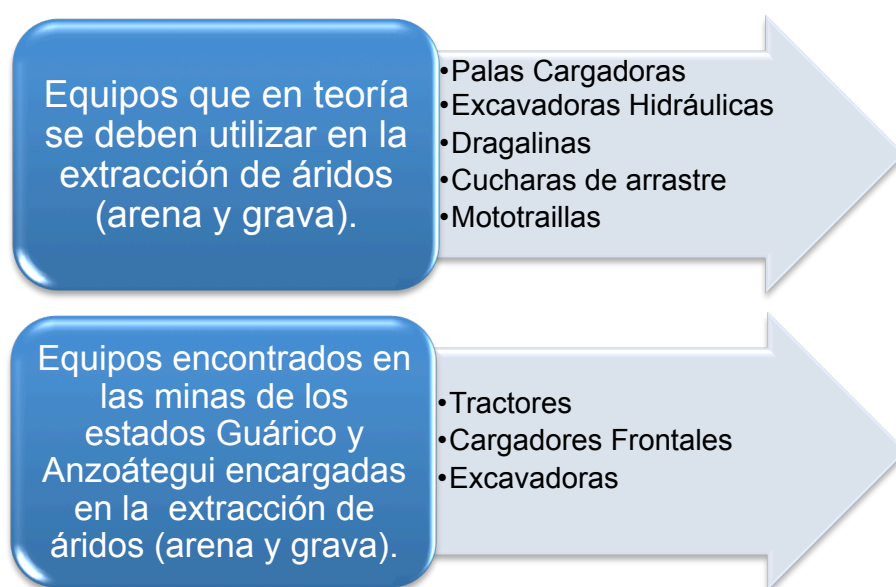 Equipos que en teoría
se deben utilizar en la
extracción de áridos
(arena y grava).
•Palas Cargadoras
•Excavadoras Hidráulicas
•Dragalinas
•Cucharas de arrastre
•Mototraillas
Equipos encontrados en
las minas de los
estados Guárico y
Anzoátegui encargadas
en la  extracción de
áridos (arena y grava).
•Tractores
•Cargadores Frontales
•Excavadoras